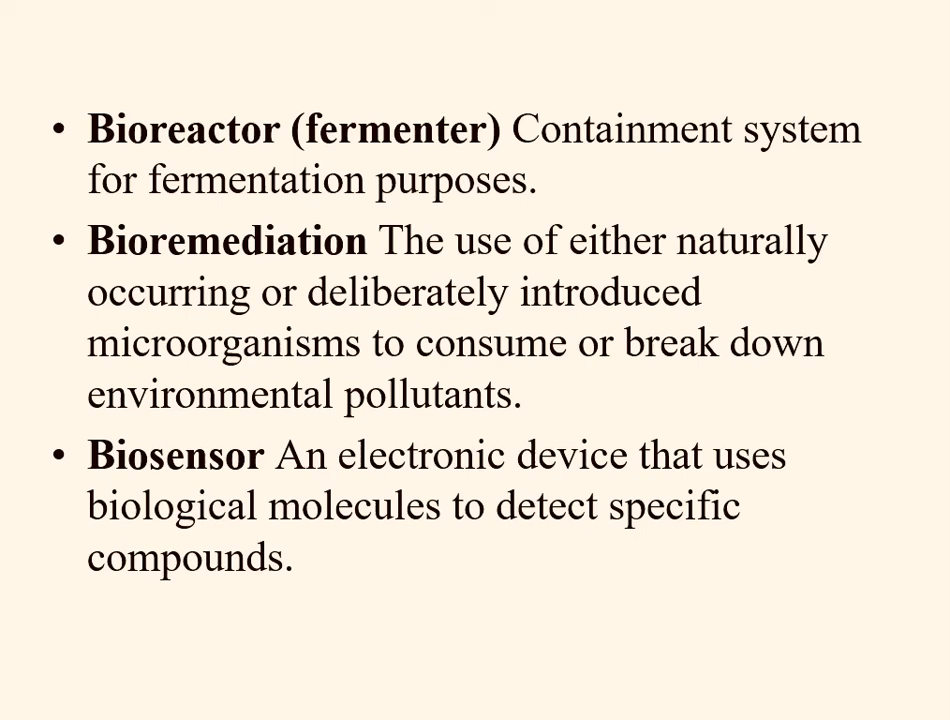 • Bioreactor (fermenter) Containment system
for fermentation purposes.
• Bioremediation The use of either naturally
occurring or deliberately introduced
microorganisms to consume or break down
environmental pollutants.
• Biosensor An electronic device that uses
biological molecules to detect specific
compounds.